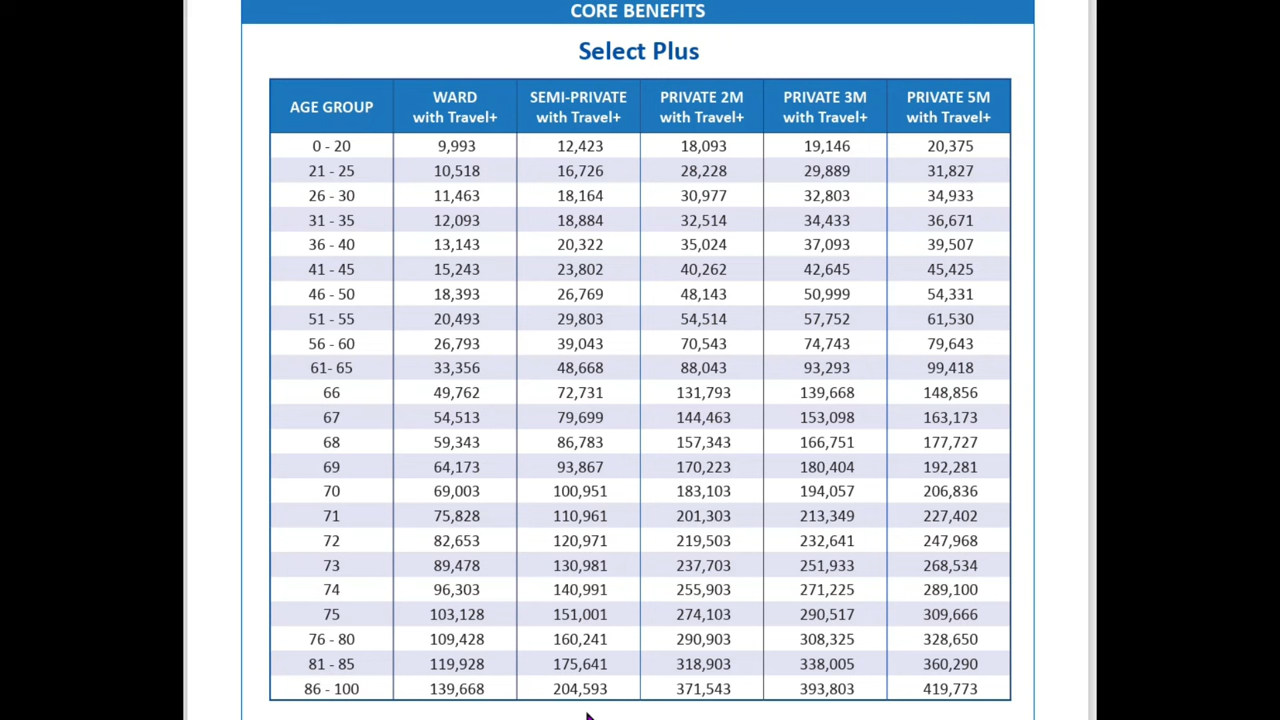 CORE BENEFITS
Select Plus
AGE GROUP WARD with Travel+ SEMI-PRIVATE with Travel+ PRIVATE 2M with Travel+ PRIVATE 3M with Travel+ PRIVATE 5M with Travel+
0 - 20 9,993 12,423 18,093 19,146 20,375
21 - 25 10,518 16,726 28,228 29,889 31,827
26 - 30 11,463 18,164 30,977 32,803 34,933
31 - 35 12,093 18,884 32,514 34,433 36,671
36 - 40 13,143 20,322 35,024 37,093 39,507
41 - 45 15,243 23,802 40,262 42,645 45,425
46 - 50 18,393 26,769 48,143 50,999 54,331
51 - 55 20,493 29,803 54,514 57,752 61,530
56 - 60 26,793 39,043 70,543 74,743 79,643
61- 65 33,356 48,668 88,043 93,293 99,418
66 49,762 72,731 131,793 139,668 148,856
67 54,513 79,699 144,463 153,098 163,173
68 59,343 86,783 157,343 166,751 177,727
69 64,173 93,867 170,223 180,404 192,281
70 69,003 100,951 183,103 194,057 206,836
71 75,828 110,961 201,303 213,349 227,402
72 82,653 120,971 219,503 232,641 247,968
73 89,478 130,981 237,703 251,933 268,534
74 96,303 140,991 255,903 271,225 289,100
75 103,128 151,001 274,103 290,517 309,666
76 - 80 109,428 160,241 290,903 308,325 328,650
81 - 85 119,928 175,641 318,903 338,005 360,290
86 - 100 139,668 204,593 371,543 393,803 419,773